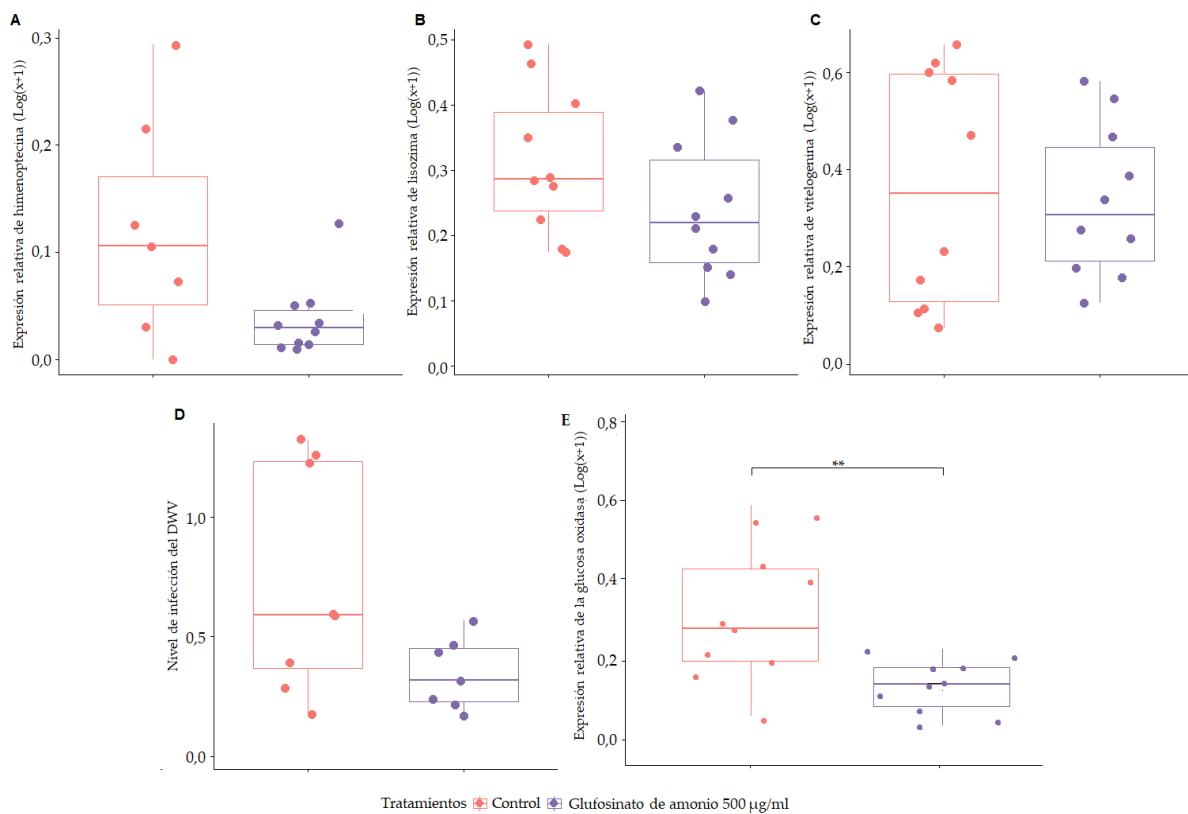 A
Expresión relativa de himenoptecina (Log(x+1))
0,3
0,2
0,1
0,0
B
Expresión relativa de lisozima (Log(x+1))
0,5
0,4
0,3
0,2
0,1
0,0
C
Expresión relativa de vitelogenina (Log(x+1))
0,6
0,4
0,2
0,0
D
Nivel de infección del DWV
1,0
0,5
0,0
E
Expresión relativa de la glucosa oxidasa (Log(x+1))
0,8
0,6
0,4
0,2
0,0
**
Tratamientos Control Glufosinato de amonio 500 µg/ml